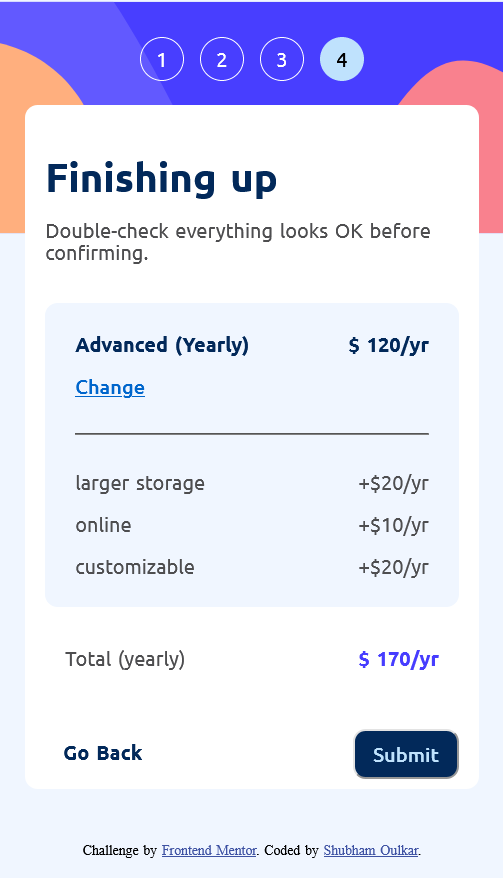 1 2 3 4
Finishing up
Double-check everything looks OK before
confirming.
Advanced (Yearly) $ 120/yr
Change
larger storage +$20/yr
online +$10/yr
customizable +$20/yr
Total (yearly) $ 170/yr
Go Back Submit
Challenge by Frontend Mentor. Coded by Shubham Oulkar.